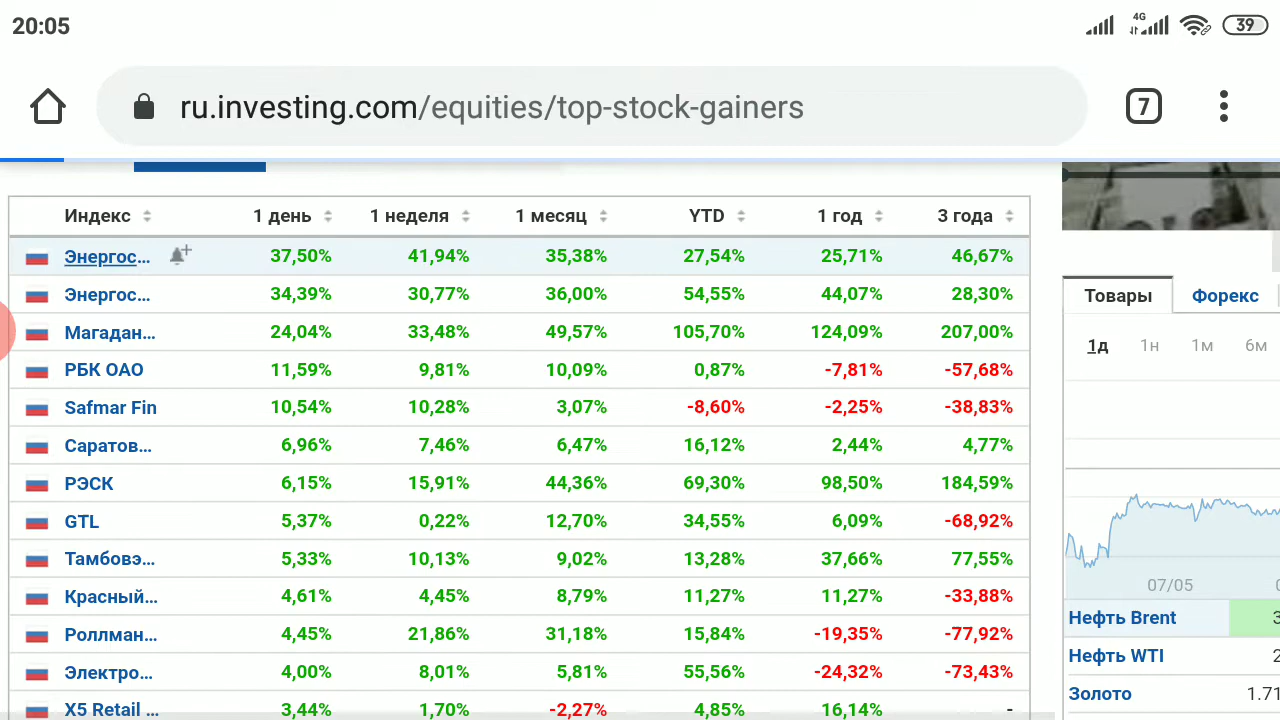 20:05 4G 39
ru.investing.com/equities/top-stock-gainers 7
Индекс 1 день 1 неделя 1 месяц YTD 1 год 3 года
Энергос... 37,50% 41,94% 35,38% 27,54% 25,71% 46,67%
Энергос... 34,39% 30,77% 36,00% 54,55% 44,07% 28,30%
Магадан... 24,04% 33,48% 49,57% 105,70% 124,09% 207,00%
РБК ОАО 11,59% 9,81% 10,09% 0,87% -7,81% -57,68%
Safmar Fin 10,54% 10,28% 3,07% -8,60% -2,25% -38,83%
Саратов... 6,96% 7,46% 6,47% 16,12% 2,44% 4,77%
РЭСК 6,15% 15,91% 44,36% 69,30% 98,50% 184,59%
GTL 5,37% 0,22% 12,70% 34,55% 6,09% -68,92%
Тамбовэ... 5,33% 10,13% 9,02% 13,28% 37,66% 77,55%
Красный... 4,61% 4,45% 8,79% 11,27% 11,27% -33,88%
Роллман... 4,45% 21,86% 31,18% 15,84% -19,35% -77,92%
Электро... 4,00% 8,01% 5,81% 55,56% -24,32% -73,43%
X5 Retail ... 3,44% 1,70% -2,27% 4,85% 16,14% -
Товары Форекс
1д 1н 1м 6м
07/05
Нефть Brent 3
Нефть WTI 2
Золото 1.71